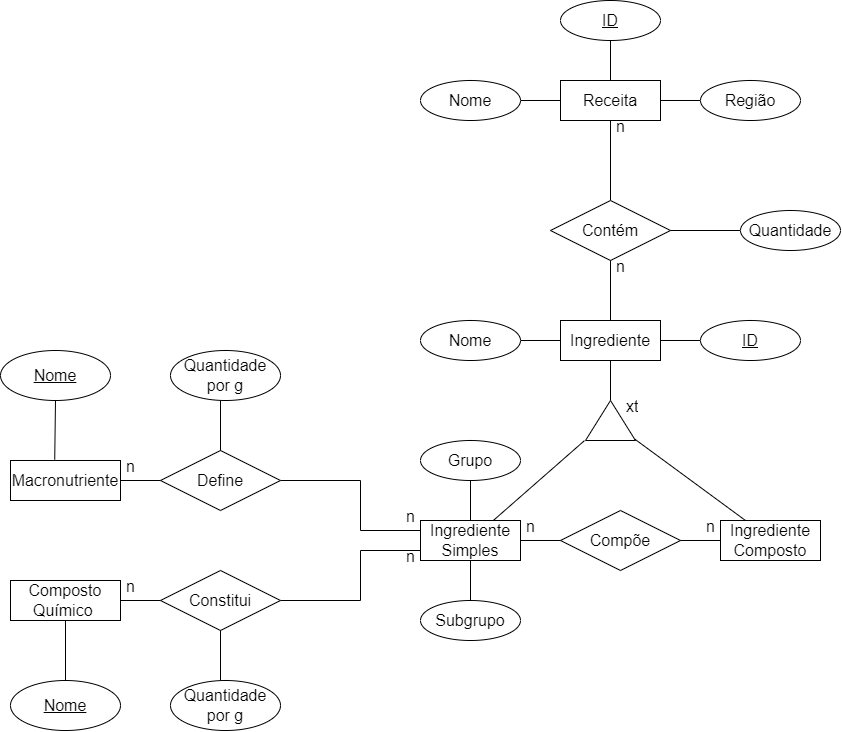 ID
Nome
Receita
Região
n
Contém
Quantidade
n
Nome
Ingrediente
ID
Nome
Quantidade
por g
xt
Grupo
Macronutriente
n
Define
n
Ingrediente
Simples
n
n
Compõe
n
Ingrediente
Composto
Composto
Químico
n
Constitui
Subgrupo
Nome
Quantidade
por g